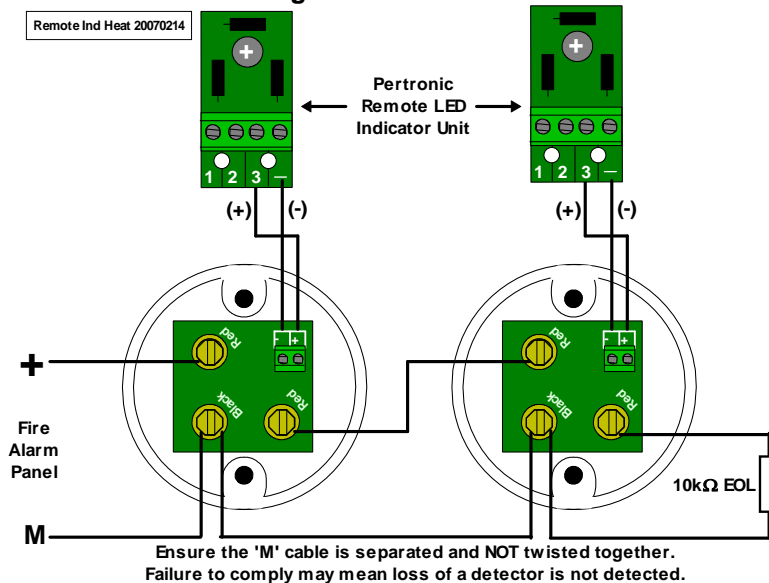 Remote Ind Heat 20070214
Pertronic
Remote LED
Indicator Unit
1 2 3 —
1 2 3 —
(+) (-)
(+) (-)
- +
- +
Red
Red
Black
Red
Black
Red
+
Fire
Alarm
Panel
M
10kΩ EOL
Ensure the 'M' cable is separated and NOT twisted together.
Failure to comply may mean loss of a detector is not detected.